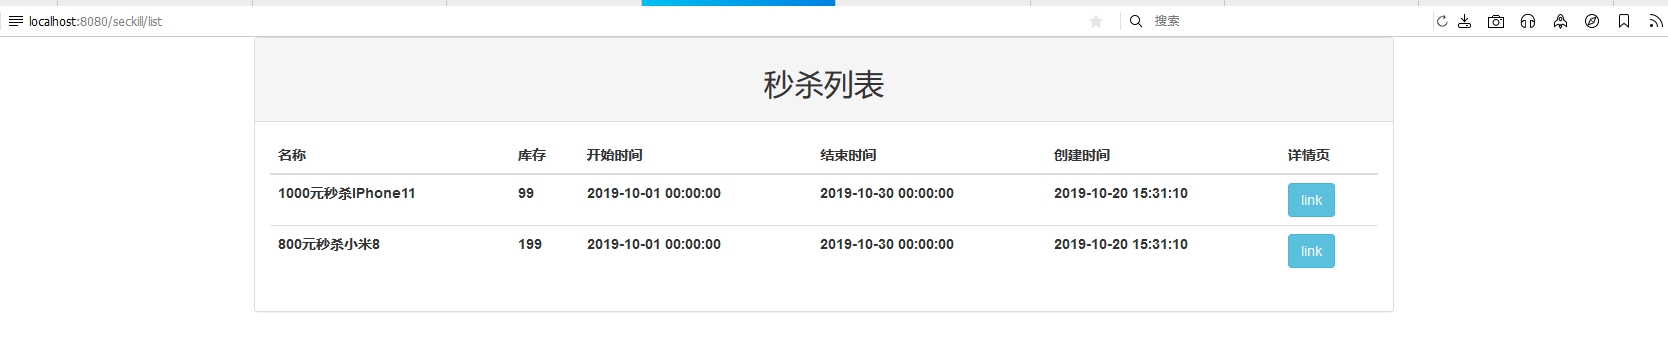 localhost:8080/seckill/list 搜索
秒杀列表
名称 库存 开始时间 结束时间 创建时间 详情页
1000元秒杀IPhone11 99 2019-10-01 00:00:00 2019-10-30 00:00:00 2019-10-20 15:31:10 link
800元秒杀小米8 199 2019-10-01 00:00:00 2019-10-30 00:00:00 2019-10-20 15:31:10 link